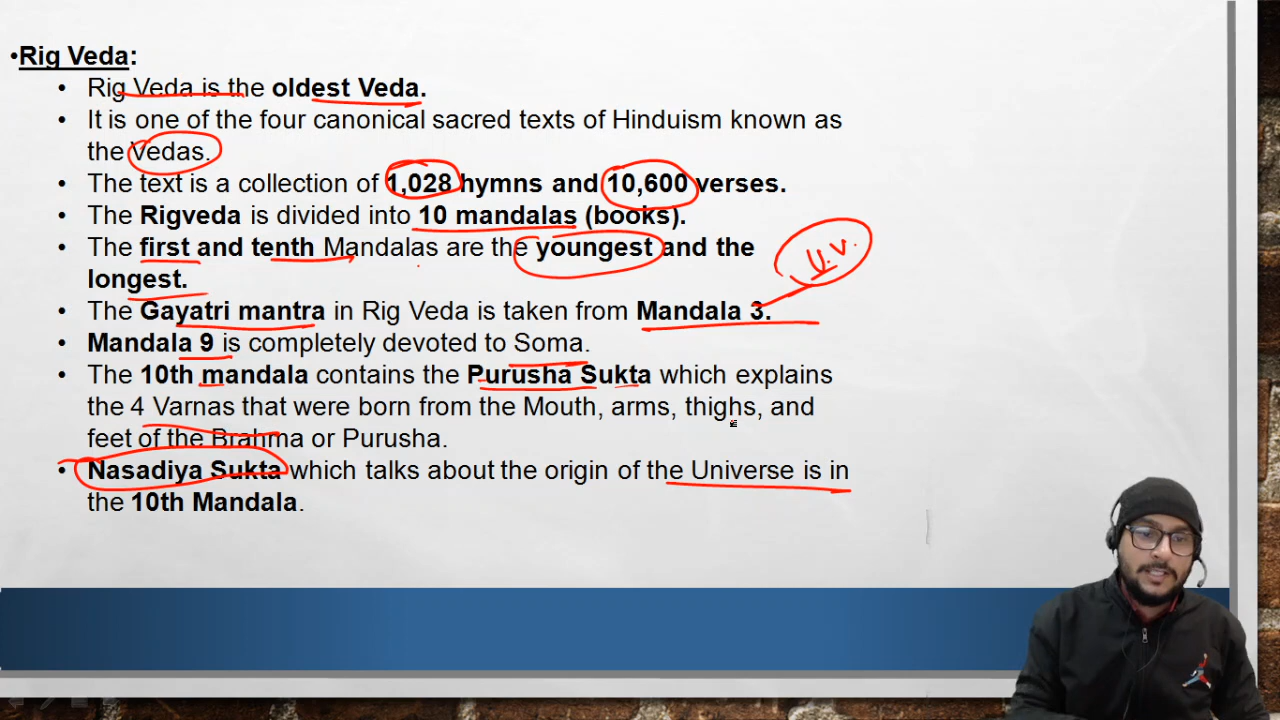 •Rig Veda:
• Rig Veda is the oldest Veda.
• It is one of the four canonical sacred texts of Hinduism known as
the Vedas.
• The text is a collection of 1,028 hymns and 10,600 verses.
• The Rigveda is divided into 10 mandalas (books).
• The first and tenth Mandalas are the youngest and the
longest.
U.V.
• The Gayatri mantra in Rig Veda is taken from Mandala 3.
• Mandala 9 is completely devoted to Soma.
• The 10th mandala contains the Purusha Sukta which explains
the 4 Varnas that were born from the Mouth, arms, thighs, and
feet of the Brahma or Purusha.
• Nasadiya Sukta which talks about the origin of the Universe is in
the 10th Mandala.